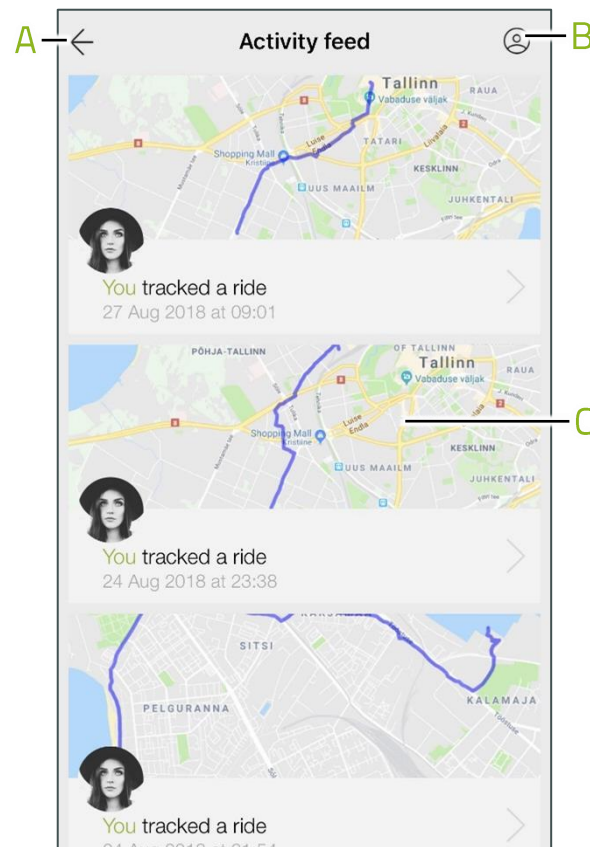 A
Activity feed
B
Tallinn
Vabaduse väljak
RAUA
Luise
Endla
TATARI
Liivalaia
Shopping Mall
Kristiine
KESKLINN
UUS MAAILM
JUHKENTALI
You tracked a ride
27 Aug 2018 at 09:01
PÕHJA-TALLINN
OF TALLINN
Tallinn
Vabaduse väljak
RAUA
Luise
Endla
C
Shopping Mall
Kristiine
KESKLINN
UUS MAAILM
JUHKENTALI
You tracked a ride
24 Aug 2018 at 23:38
SITSI
PELGURANNA
KALAMAJA
You tracked a ride